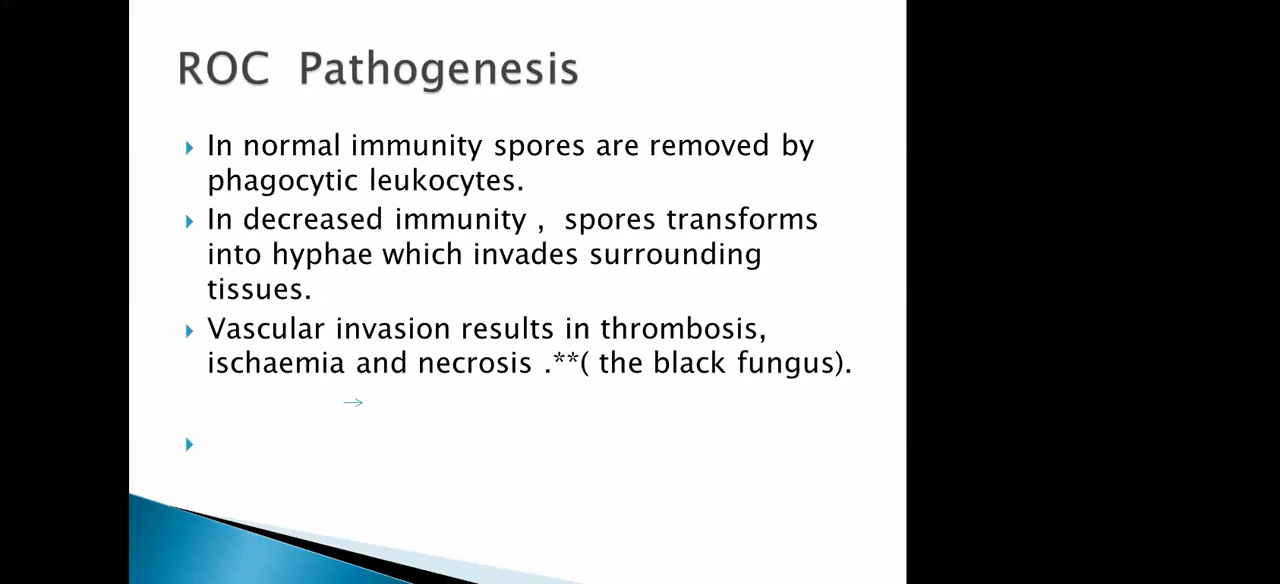 ROC Pathogenesis
In normal immunity spores are removed by
phagocytic leukocytes.
In decreased immunity , spores transforms
into hyphae which invades surrounding
tissues.
Vascular invasion results in thrombosis,
ischaemia and necrosis .**( the black fungus).
→